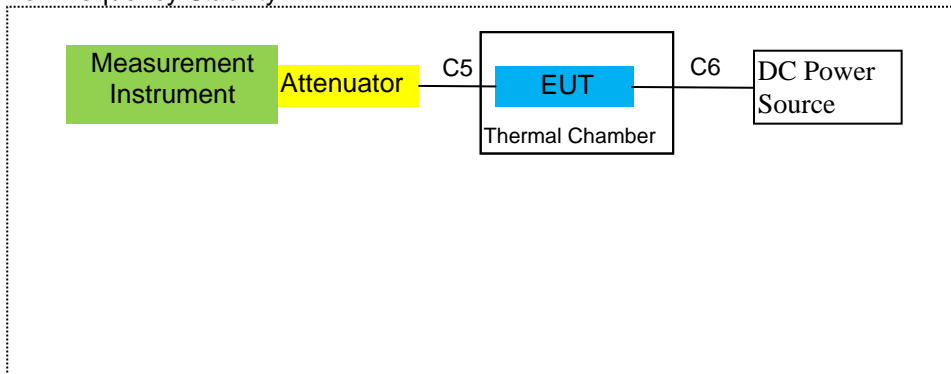 Measurement
Instrument
Attenuator
C5
EUT
Thermal Chamber
C6
DC Power
Source